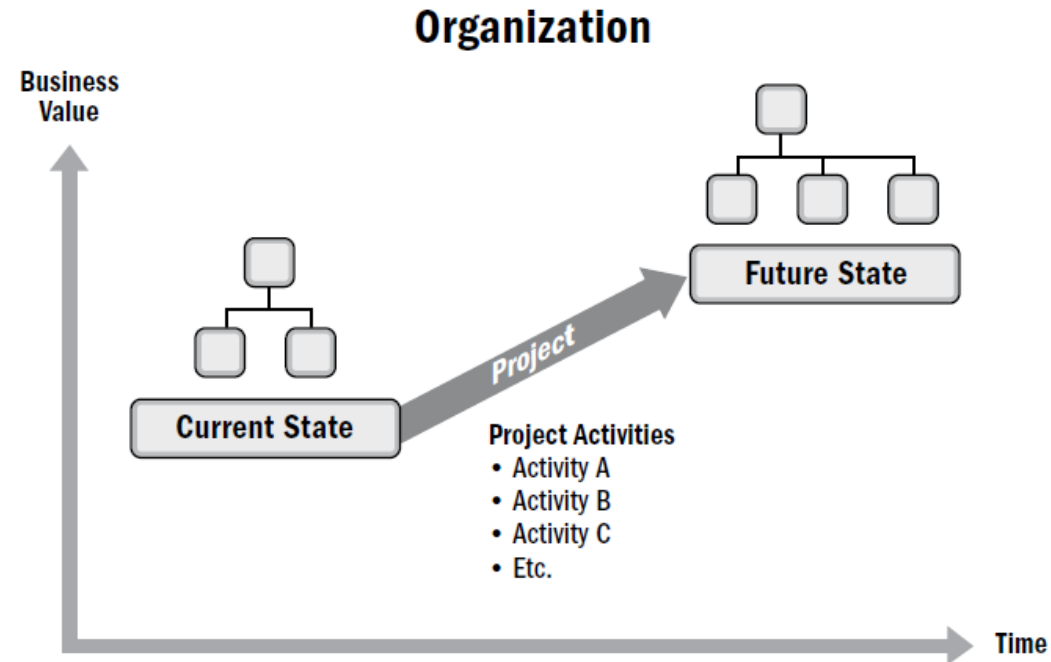 Organization
Business
Value
Future State
Project
Current State
Project Activities
• Activity A
• Activity B
• Activity C
• Etc.
Time